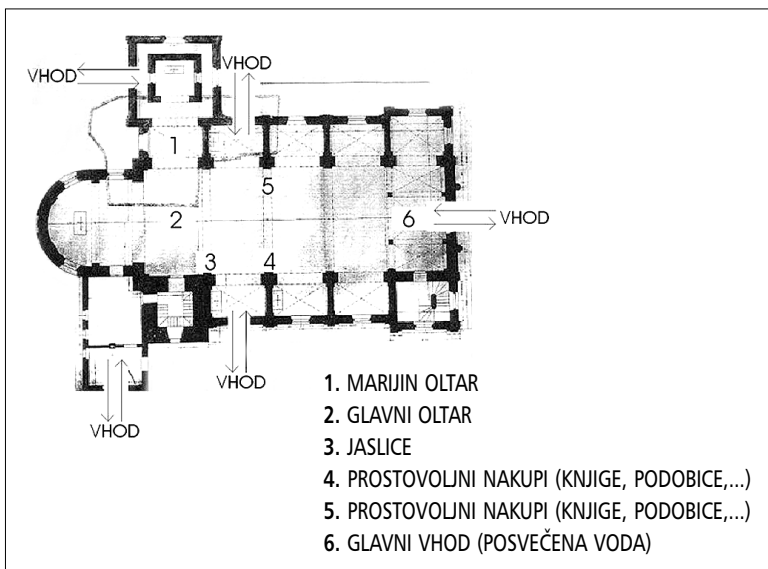 VHOD
VHOD
1
5
2
6
VHOD
3
4
VHOD
VHOD
1. MARIJIN OLTAR
2. GLAVNI OLTAR
3. JASLICE
4. PROSTOVOLJNI NAKUPI (KNJIGE, PODOBICE,...)
5. PROSTOVOLJNI NAKUPI (KNJIGE, PODOBICE,...)
6. GLAVNI VHOD (POSVEČENA VODA)